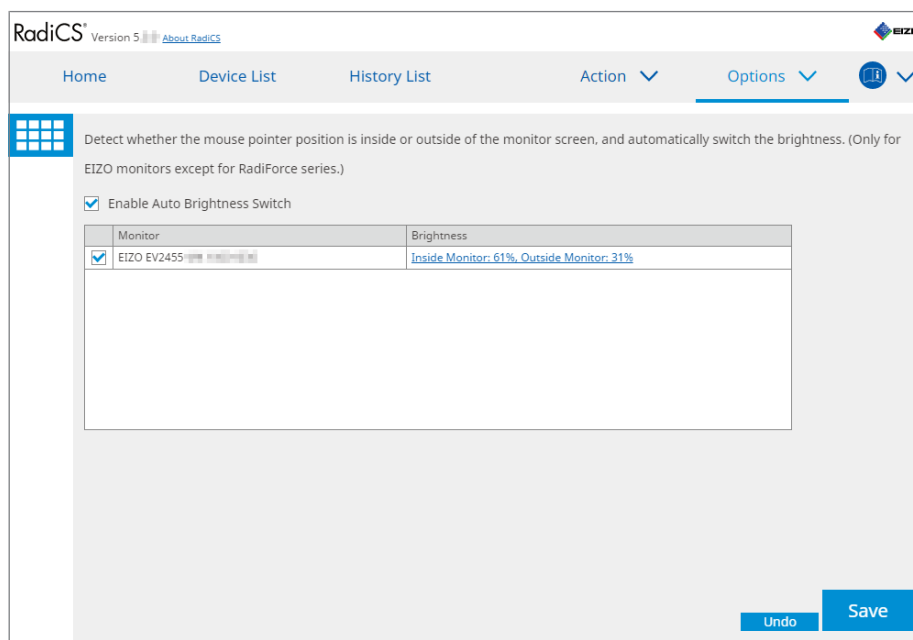 RadiCS® Version 5. About RadiCS
EIZ
Home Device List History List Action Options
Detect whether the mouse pointer position is inside or outside of the monitor screen, and automatically switch the brightness. (Only for
EIZO monitors except for RadiForce series.)
Enable Auto Brightness Switch
Monitor Brightness
EIZO EV2455 Inside Monitor: 61%, Outside Monitor: 31%
Undo Save